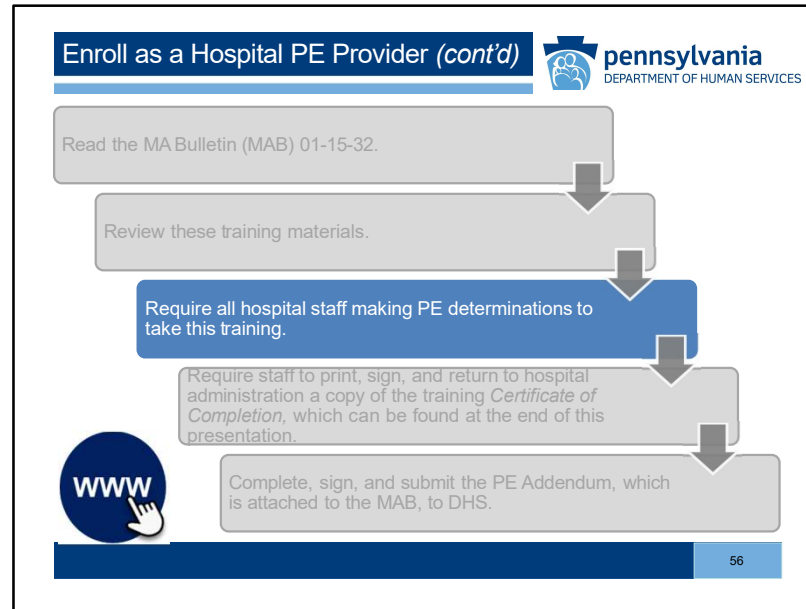 Enroll as a Hospital PE Provider (cont'd)
pennsylvania
DEPARTMENT OF HUMAN SERVICES
Read the MA Bulletin (MAB) 01-15-32.
Review these training materials.
Require all hospital staff making PE determinations to
take this training.
Require staff to print, sign, and return to hospital
administration a copy of the training Certificate of
Completion, which can be found at the end of this
presentation.
Complete, sign, and submit the PE Addendum, which
is attached to the MAB, to DHS.
www
56